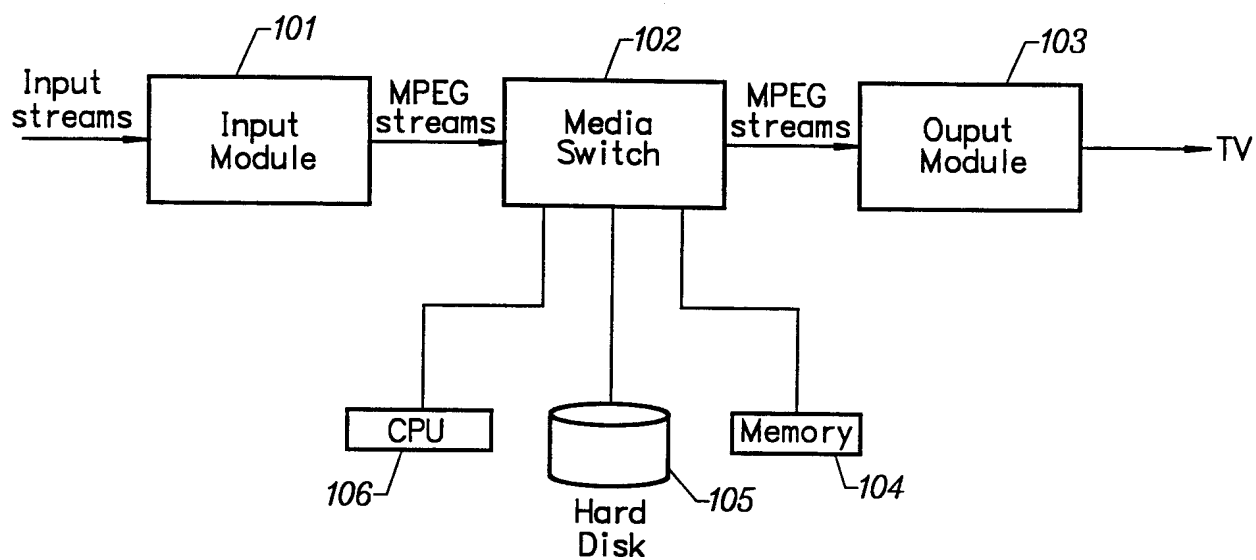 101
102
103
Input
streams
Input
Module
MPEG
streams
Media
Switch
MPEG
streams
Ouput
Module
TV
CPU
106
Hard
Disk
105
Memory
104